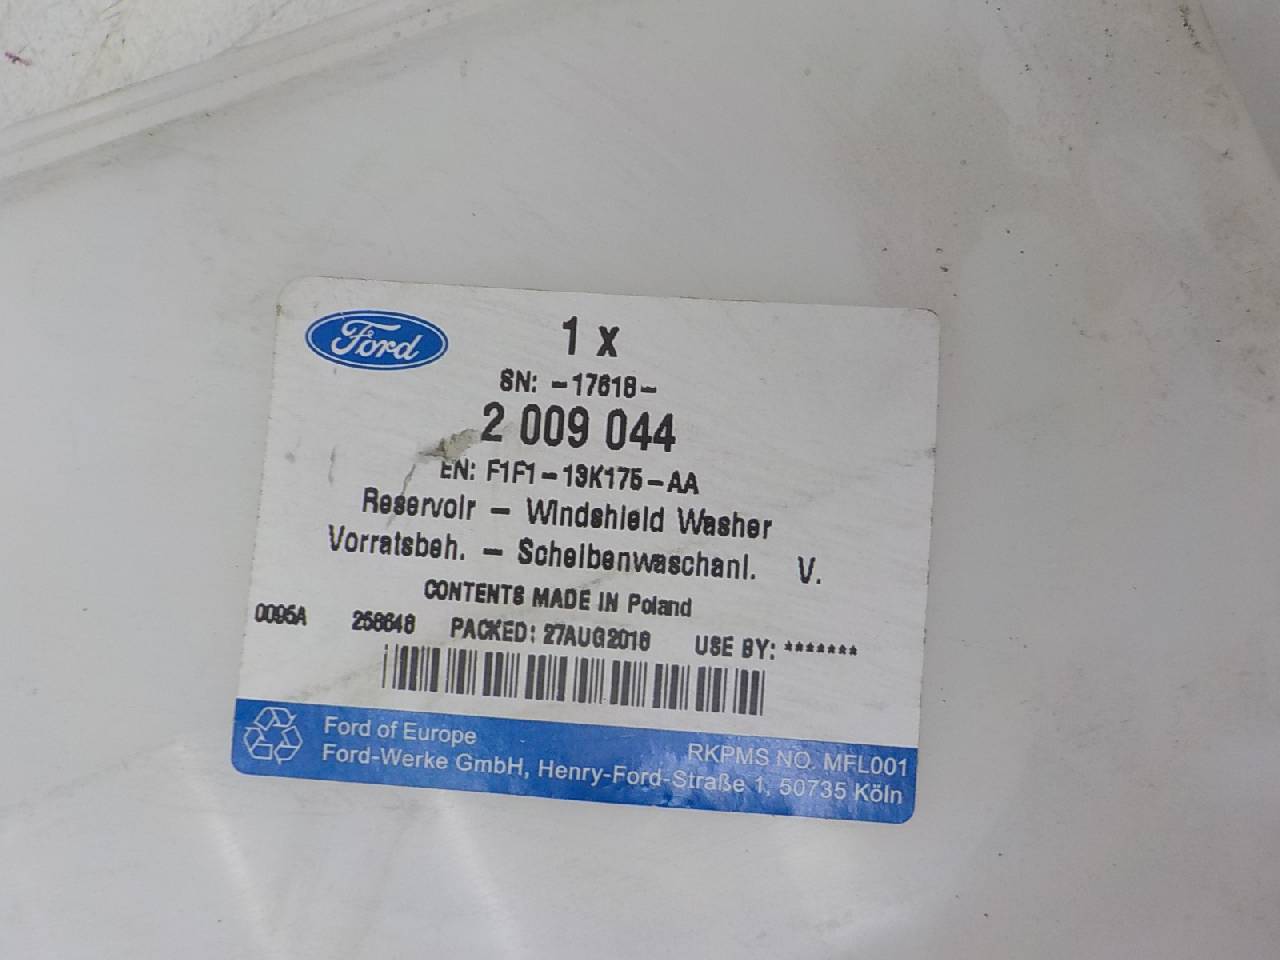 Ford
1 x
SN: -17618-
2 009 044
EN: F1F1-13K175-AA
Reservoir - Windshield Washer
Vorratsbeh. - Scheibenwaschanl. V.
CONTENTS MADE IN Poland
0095A 258648 PACKED: 27AUG2018 USE BY: *******
Ford of Europe RKPMS NO. MFL001
Ford-Werke GmbH, Henry-Ford-Straße 1, 50735 Köln